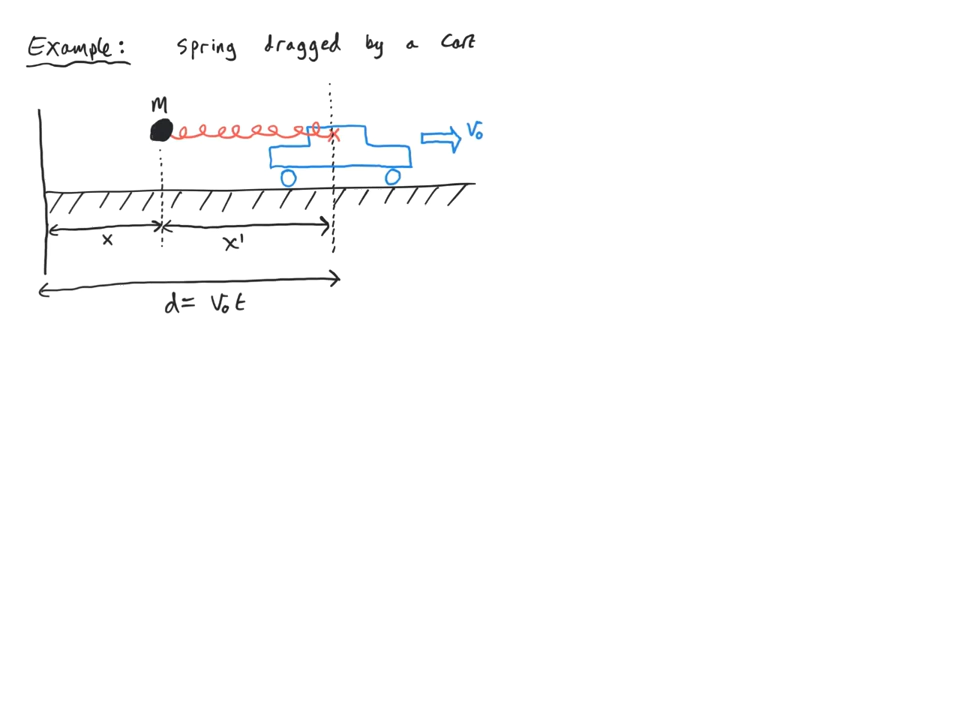 Example: Spring dragged by a Cart
M
V₀
x
x'
d = V₀t